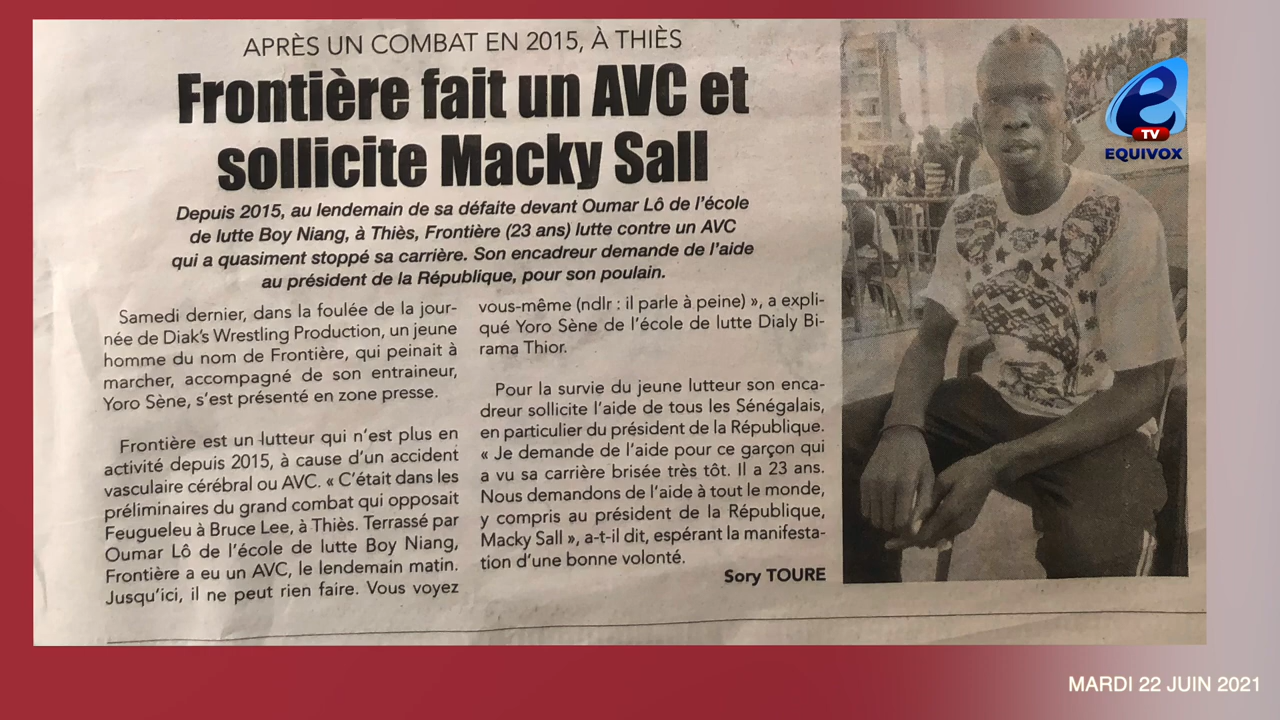 APRÈS UN COMBAT EN 2015, À THIÈS
Frontière fait un AVC et
sollicite Macky Sall
Depuis 2015, au lendemain de sa défaite devant Oumar Lô de l'école
de lutte Boy Niang, à Thiès, Frontière (23 ans) lutte contre un AVC
qui a quasiment stoppé sa carrière. Son encadreur demande de l'aide
au président de la République, pour son poulain.
Samedi dernier, dans la foulée de la jour-
née de Diak's Wrestling Production, un jeune
homme du nom de Frontière, qui peinait à
marcher, accompagné de son entraineur,
Yoro Sène, s'est présenté en zone presse.
Frontière est un lutteur qui n'est plus en
activité depuis 2015, à cause d'un accident
vasculaire cérébral ou AVC. « C'était dans les
préliminaires du grand combat qui opposait
Feugueleu à Bruce Lee, à Thiès. Terrassé par
Oumar Lô de l'école de lutte Boy Niang,
Frontière a eu un AVC, le lendemain matin.
Jusqu'ici, il ne peut rien faire. Vous voyez
vous-même (ndlr : il parle à peine) », a expli-
qué Yoro Sène de l'école de lutte Dialy Bi-
rama Thior.
Pour la survie du jeune lutteur son enca-
dreur sollicite l'aide de tous les Sénégalais,
en particulier du président de la République.
« Je demande de l'aide pour ce garçon qui
a vu sa carrière brisée très tôt. Il a 23 ans.
Nous demandons de l'aide à tout le monde,
y compris au président de la République,
Macky Sall », a-t-il dit, espérant la manifesta-
tion d'une bonne volonté.
Sory TOURE
e
TV
EQUIVOX
MARDI 22 JUIN 2021